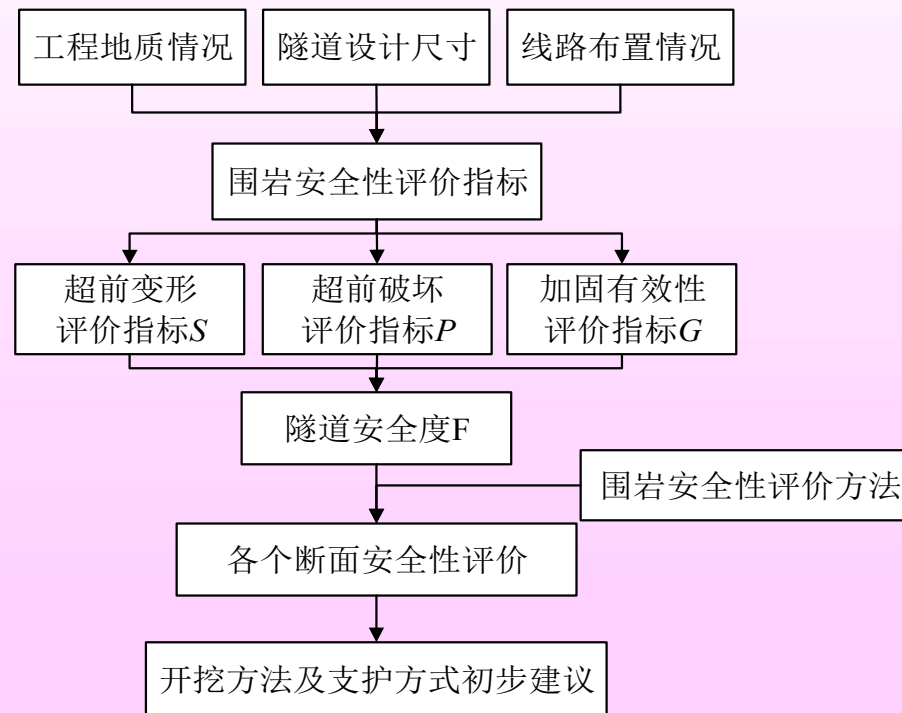 工程地质情况
隧道设计尺寸
线路布置情况
围岩安全性评价指标
超前变形
评价指标S
超前破坏
评价指标P
加固有效性
评价指标G
隧道安全度F
围岩安全性评价方法
各个断面安全性评价
开挖方法及支护方式初步建议